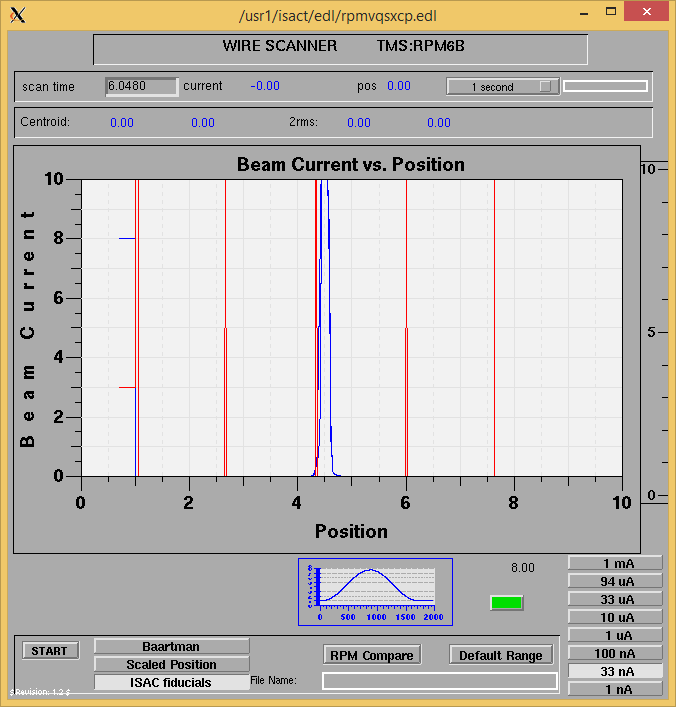 /usr1/isact/edl/rpmvqsxcp.edl
WIRE SCANNER TMS:RPM6B
scan time 6.0480 current -0.00 pos 0.00 1 second
Centroid: 0.00 0.00 2rms: 0.00 0.00
Beam Current vs. Position
10
8
6
4
2
0
Beam Current
0 2 4 6 8 10
Position
10
5
0
8
0 500 1000 1500 2000
8.00
1 mA
94 uA
33 uA
10 uA
1 uA
100 nA
33 nA
1 nA
START
Baartman
Scaled Position
ISAC fiducials
RPM Compare
Default Range
File Name:
$Revision: 1.2 $